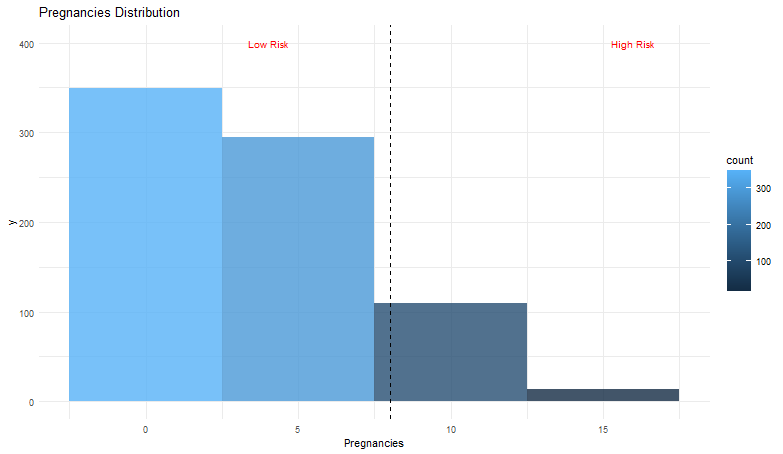 Pregnancies Distribution
Low Risk
High Risk
400
300
200
100
0
y
0
5
10
15
Pregnancies
count
300
200
100